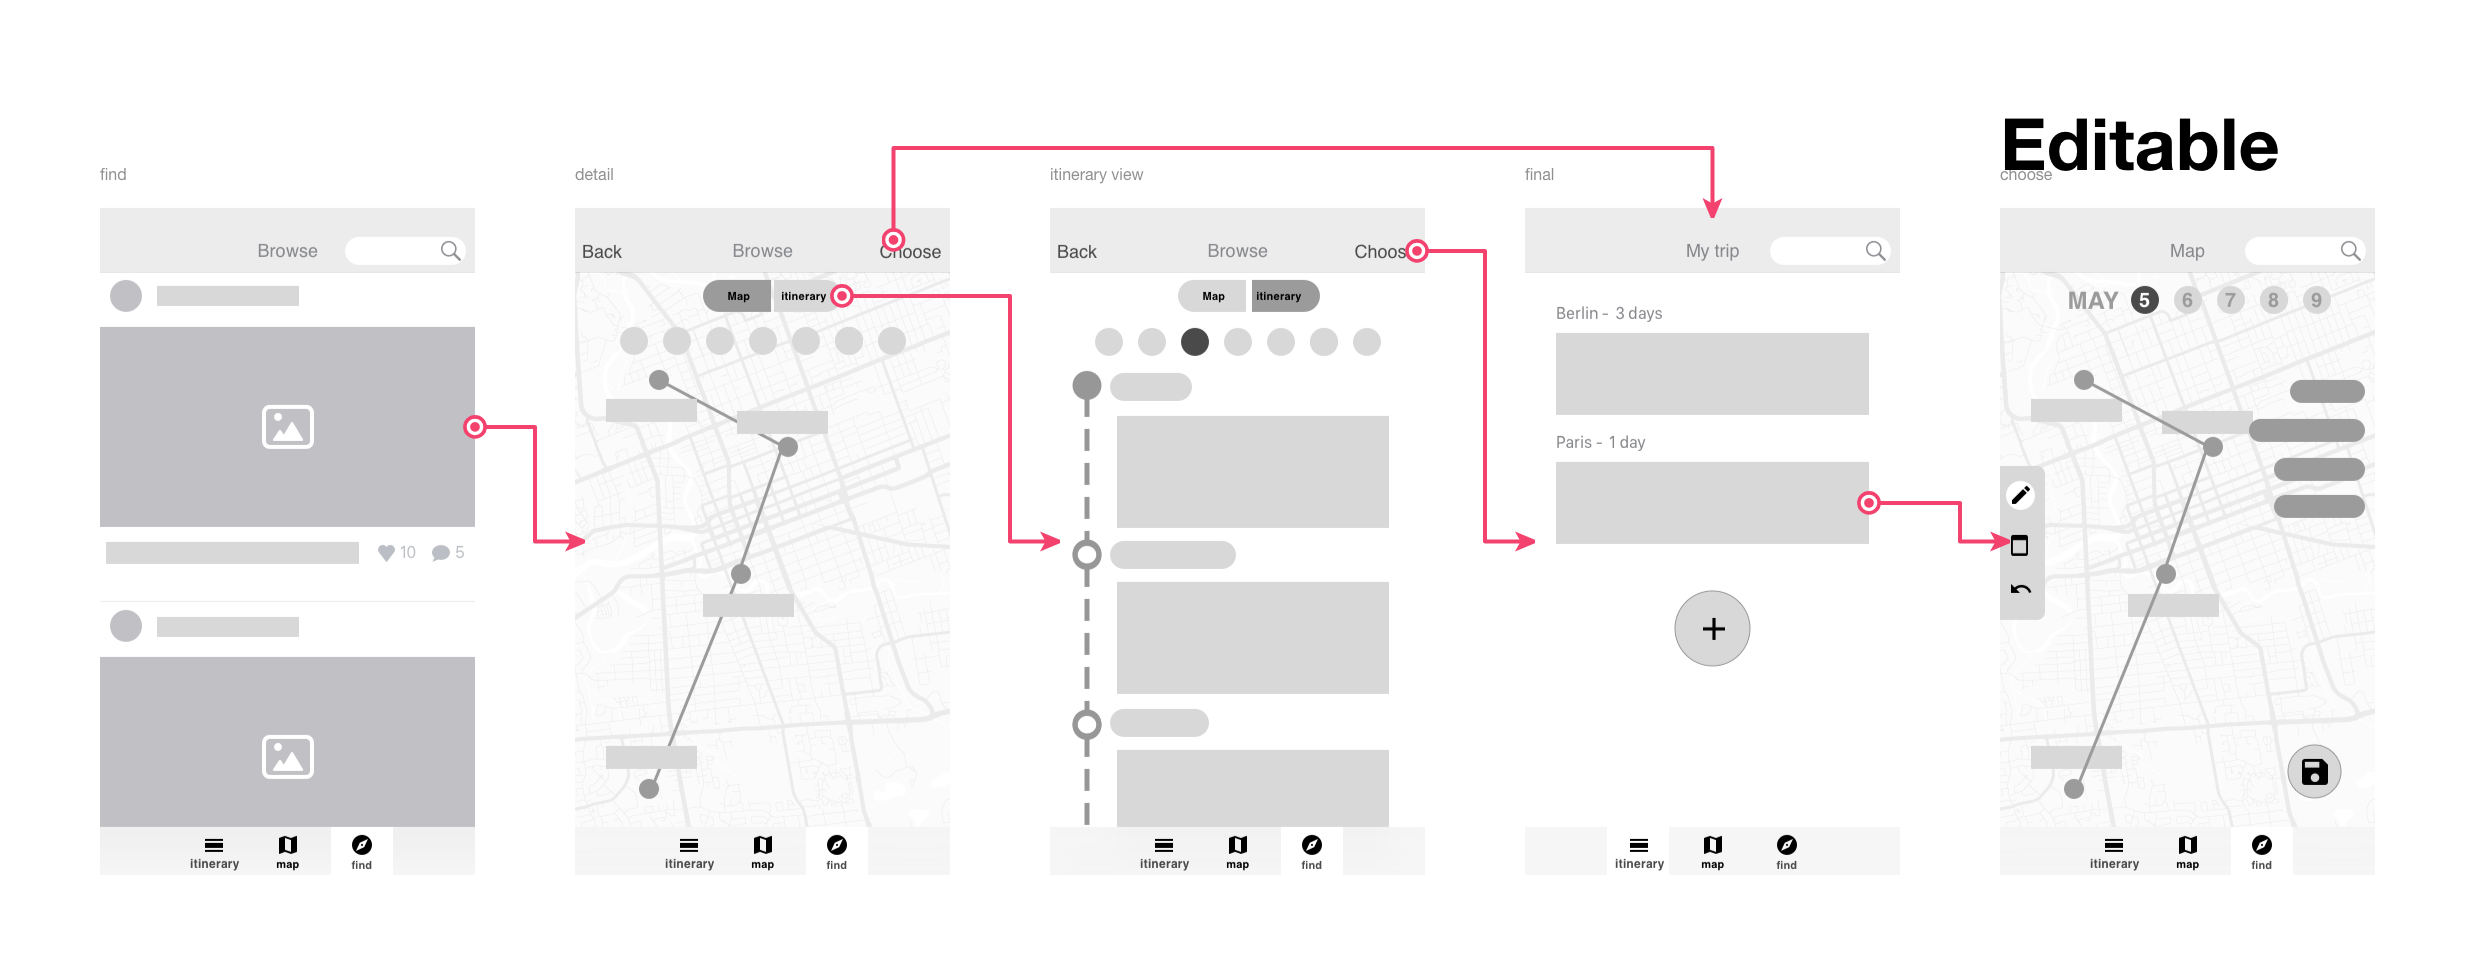 Editable
find
detail
itinerary view
final
choose
Browse
10
5
itinerary
map
find
Back
Browse
Choose
Map
itinerary
itinerary
map
find
Back
Browse
Choos
Map
itinerary
itinerary
map
find
My trip
Berlin - 3 days
Paris - 1 day
+
itinerary
map
find
Map
MAY 5 6 7 8 9
itinerary
map
find